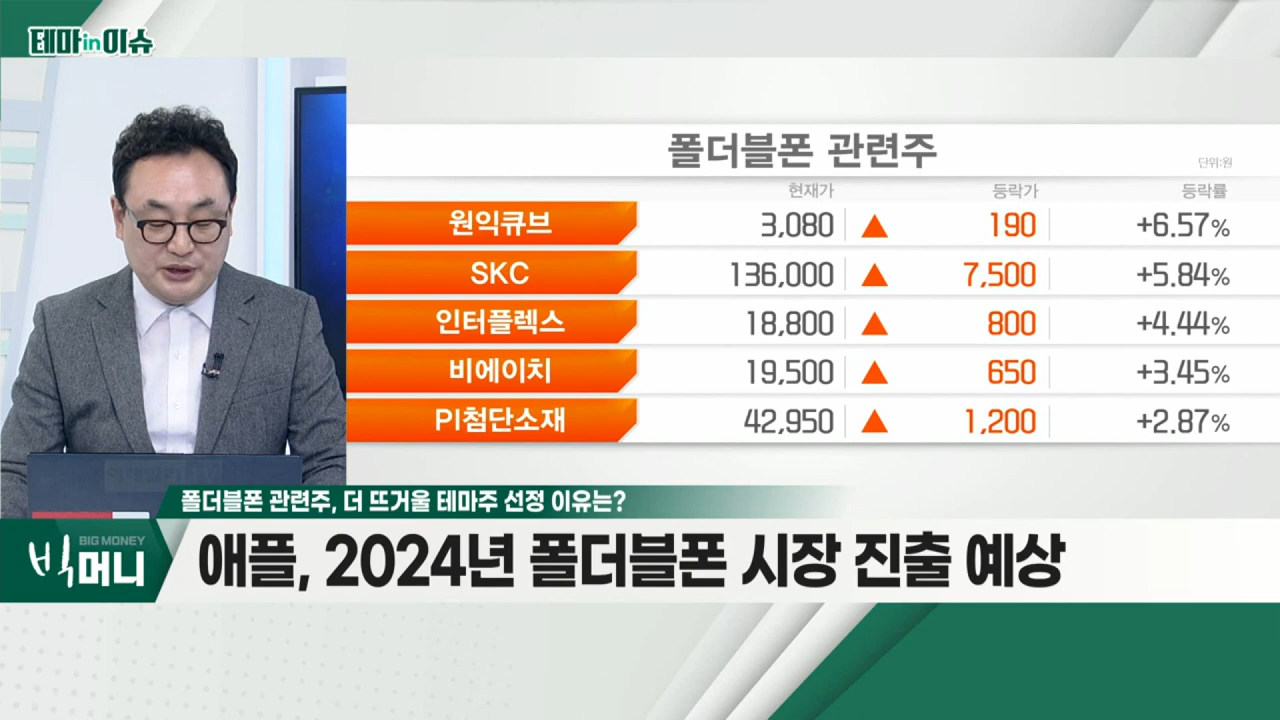 테마in이슈
폴더블폰 관련주
단위:원
현재가 등락가 등락률
원익큐브 3,080 ▲ 190 +6.57%
SKC 136,000 ▲ 7,500 +5.84%
인터플렉스 18,800 ▲ 800 +4.44%
비에이치 19,500 ▲ 650 +3.45%
PI첨단소재 42,950 ▲ 1,200 +2.87%
폴더블폰 관련주, 더 뜨거울 테마주 선정 이유는?
BIG MONEY
빅머니
애플, 2024년 폴더블폰 시장 진출 예상